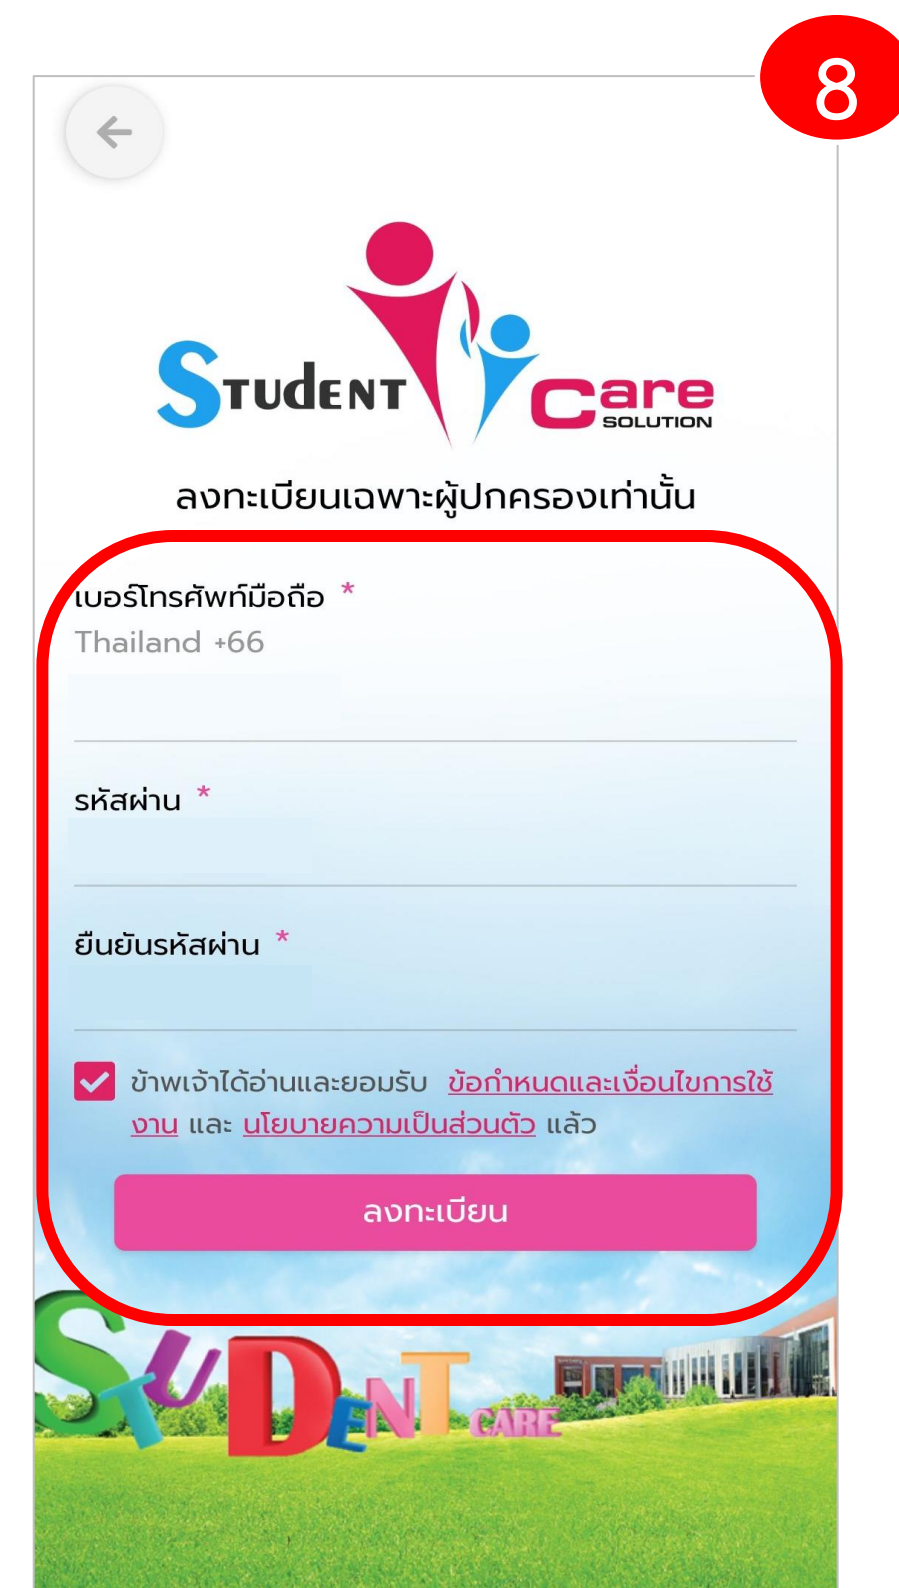 8
STUDENT Care
SOLUTION
ลงทะเบียนเฉพาะผู้ปกครองเท่านั้น
เบอร์โทรศัพท์มือถือ *
Thailand +66
รหัสผ่าน *
ยืนยันรหัสผ่าน *
ข้าพเจ้าได้อ่านและยอมรับ ข้อกำหนดและเงื่อนไขการใช้
งาน และ นโยบายความเป็นส่วนตัว แล้ว
ลงทะเบียน
STUDENT CARE